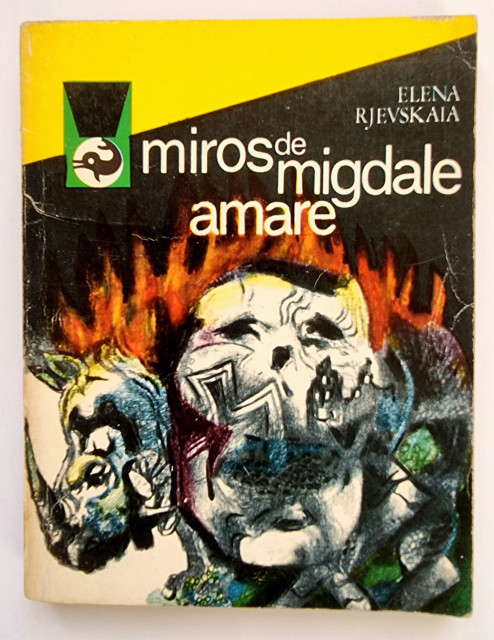 ELENA
RJEVSKAIA
miros de
migdale
amare